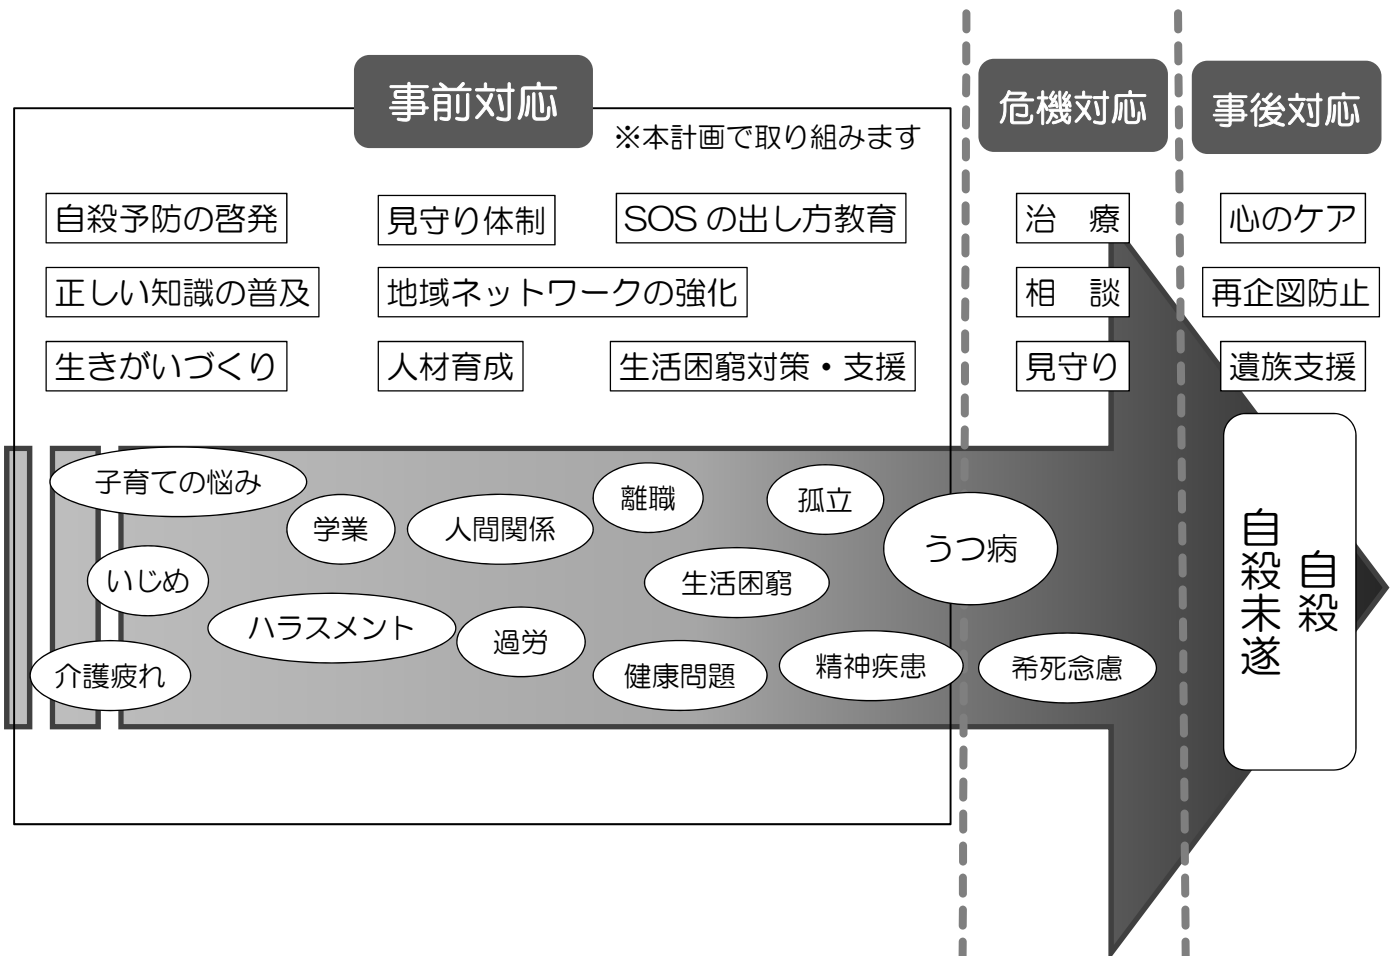 事前対応
危機対応
事後対応
※本計画で取り組みます
自殺予防の啓発
見守り体制
SOSの出し方教育
治　療
心のケア
正しい知識の普及
地域ネットワークの強化
相　談
再企図防止
生きがいづくり
人材育成
生活困窮対策・支援
見守り
遺族支援
子育ての悩み
学業
人間関係
離職
孤立
うつ病
いじめ
生活困窮
ハラスメント
過労
介護疲れ
健康問題
精神疾患
希死念慮
自殺
自殺未遂